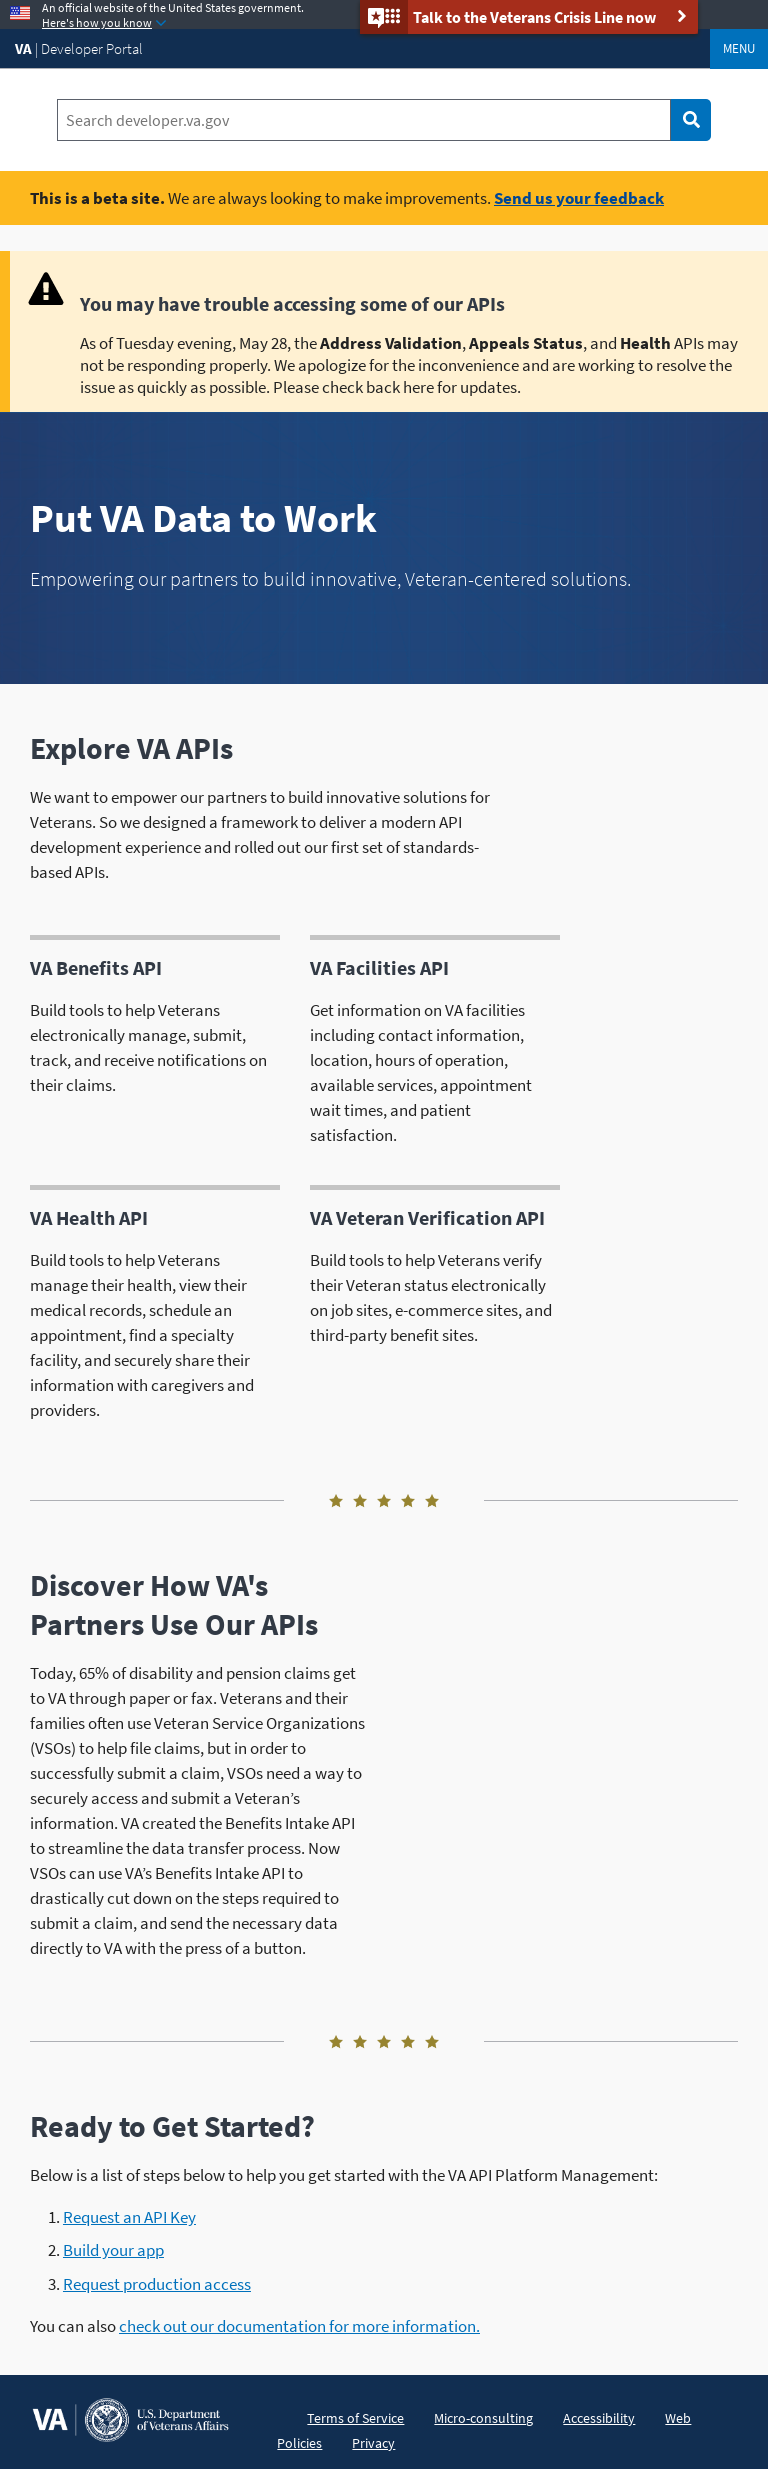 An official website of the United States government.
Here's how you know
Talk to the Veterans Crisis Line now
VA | Developer Portal
MENU
Search developer.va.gov
This is a beta site. We are always looking to make improvements. Send us your feedback
You may have trouble accessing some of our APIs
As of Tuesday evening, May 28, the Address Validation, Appeals Status, and Health APIs may
not be responding properly. We apologize for the inconvenience and are working to resolve the
issue as quickly as possible. Please check back here for updates.
Put VA Data to Work
Empowering our partners to build innovative, Veteran-centered solutions.
Explore VA APIs
We want to empower our partners to build innovative solutions for
Veterans. So we designed a framework to deliver a modern API
development experience and rolled out our first set of standards-
based APIs.
VA Benefits API
Build tools to help Veterans
electronically manage, submit,
track, and receive notifications on
their claims.
VA Facilities API
Get information on VA facilities
including contact information,
location, hours of operation,
available services, appointment
wait times, and patient
satisfaction.
VA Health API
Build tools to help Veterans
manage their health, view their
medical records, schedule an
appointment, find a specialty
facility, and securely share their
information with caregivers and
providers.
VA Veteran Verification API
Build tools to help Veterans verify
their Veteran status electronically
on job sites, e-commerce sites, and
third-party benefit sites.
Discover How VA's
Partners Use Our APIs
Today, 65% of disability and pension claims get
to VA through paper or fax. Veterans and their
families often use Veteran Service Organizations
(VSOs) to help file claims, but in order to
successfully submit a claim, VSOs need a way to
securely access and submit a Veteran’s
information. VA created the Benefits Intake API
to streamline the data transfer process. Now
VSOs can use VA’s Benefits Intake API to
drastically cut down on the steps required to
submit a claim, and send the necessary data
directly to VA with the press of a button.
Ready to Get Started?
Below is a list of steps below to help you get started with the VA API Platform Management:
1. Request an API Key
2. Build your app
3. Request production access
You can also check out our documentation for more information.
VA
U.S. Department
of Veterans Affairs
Terms of Service Micro-consulting Accessibility Web
Policies Privacy